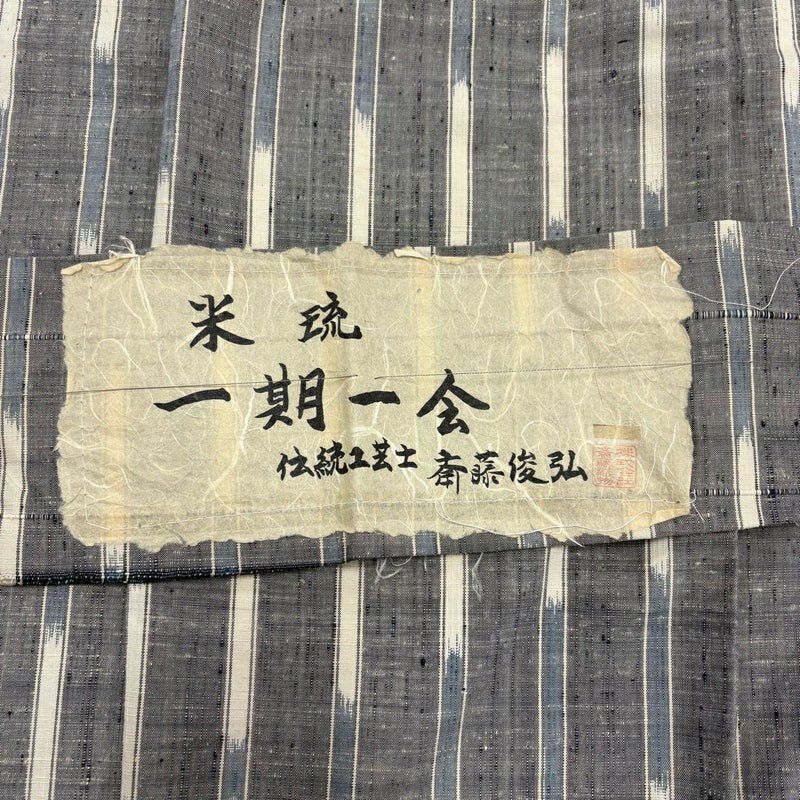 米琉
一期一会
伝統工芸士 斎藤俊弘